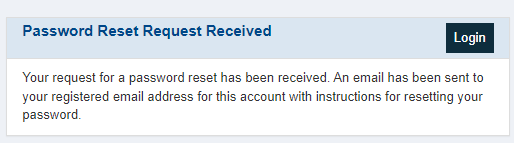 Password Reset Request Received
Login
Your request for a password reset has been received. An email has been sent to
your registered email address for this account with instructions for resetting your
password.